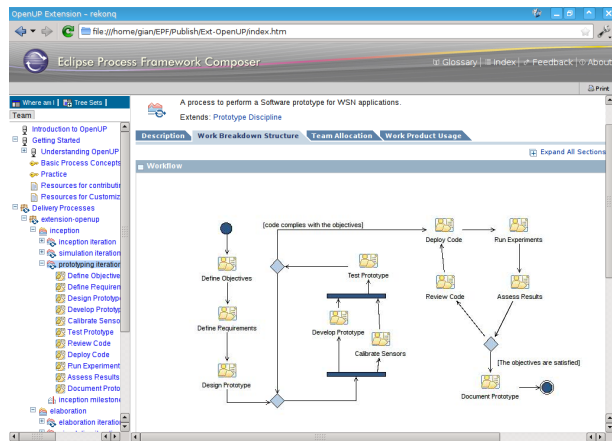 OpenUP Extension – rekonq
file:///home/gian/EPF/Publish/Ext-OpenUP/index.htm
Eclipse Process Framework Composer
Glossary | Index | Feedback | About
Print
Where am I | Tree Sets |
Team
A process to perform a Software prototype for WSN applications.
Extends: Prototype Discipline
Description Work Breakdown Structure Team Allocation Work Product Usage
Expand All Sections
Workflow
Introduction to OpenUP
Getting Started
Understanding OpenUP
Basic Process Concepts
Practice
Resources for contributi
Resources for Customiz
Delivery Processes
extension-openup
inception
inception iteration
simulation iteration
prototyping iteration
Define Objective
Define Requiren
Design Prototyp
Develop Prototyp
Calibrate Senso
Test Prototype
Review Code
Deploy Code
Run Experiment
Assess Results
Document Proto
inception milestone
elaboration
elaboration iteration
[code complies with the objectives]
Deploy Code
Run Experiments
Define Objectives
Test Prototype
Review Code
Assess Results
Define Requirements
Develop Prototype
Calibrate Sensors
[The objectives are satisfied]
Design Prototype
Document Prototype